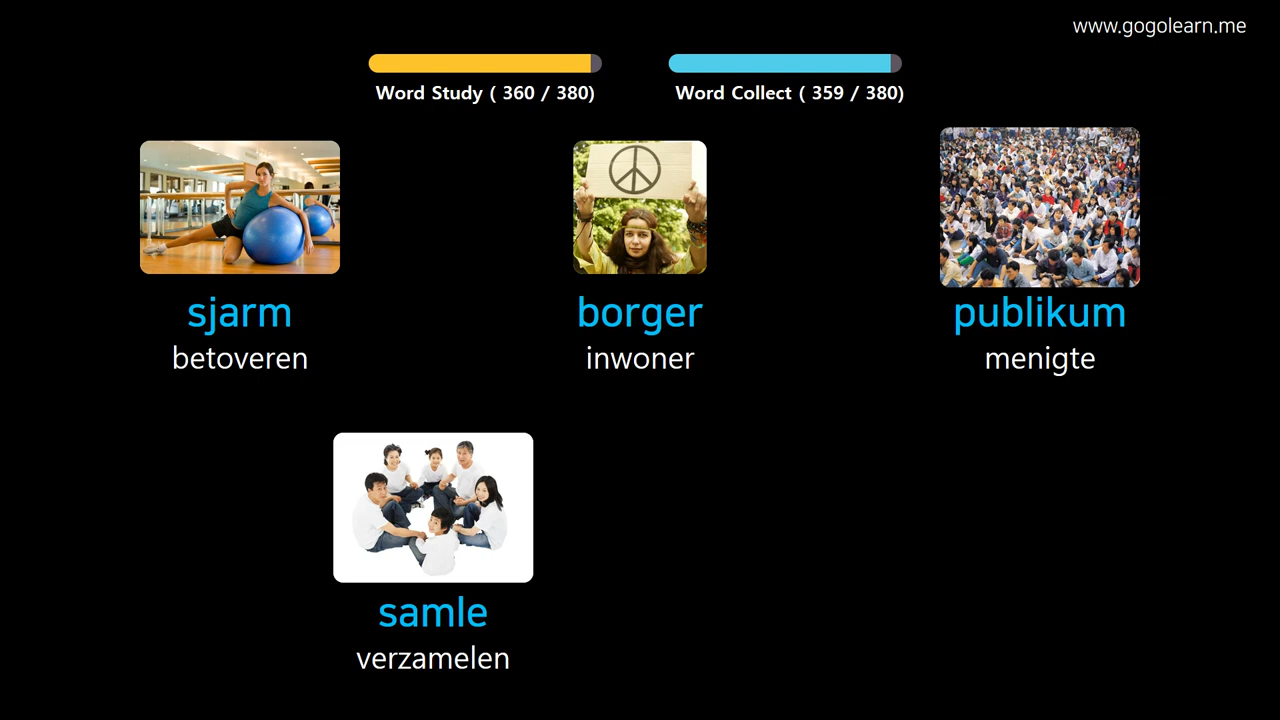 www.gogolearn.me
Word Study ( 360 / 380)
Word Collect ( 359 / 380)
sjarm
betoveren
borger
inwoner
publikum
menigte
samle
verzamelen